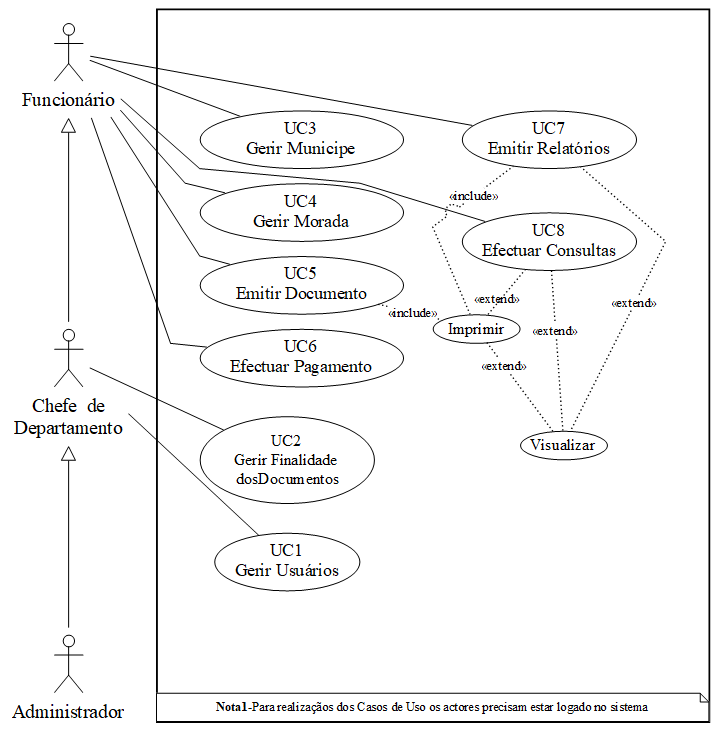 Funcionário
UC3
Gerir Municipe
UC7
Emitir Relatórios
«include»
UC4
Gerir Morada
UC8
Efectuar Consultas
UC5
Emitir Documento
«extend»
«extend»
«include»
Imprimir
«extend»
UC6
Efectuar Pagamento
«extend»
Chefe de
Departamento
UC2
Gerir Finalidade
dosDocumentos
Visualizar
UC1
Gerir Usuários
Administrador
Nota1-Para realizaçãos dos Casos de Uso os actores precisam estar logado no sistema